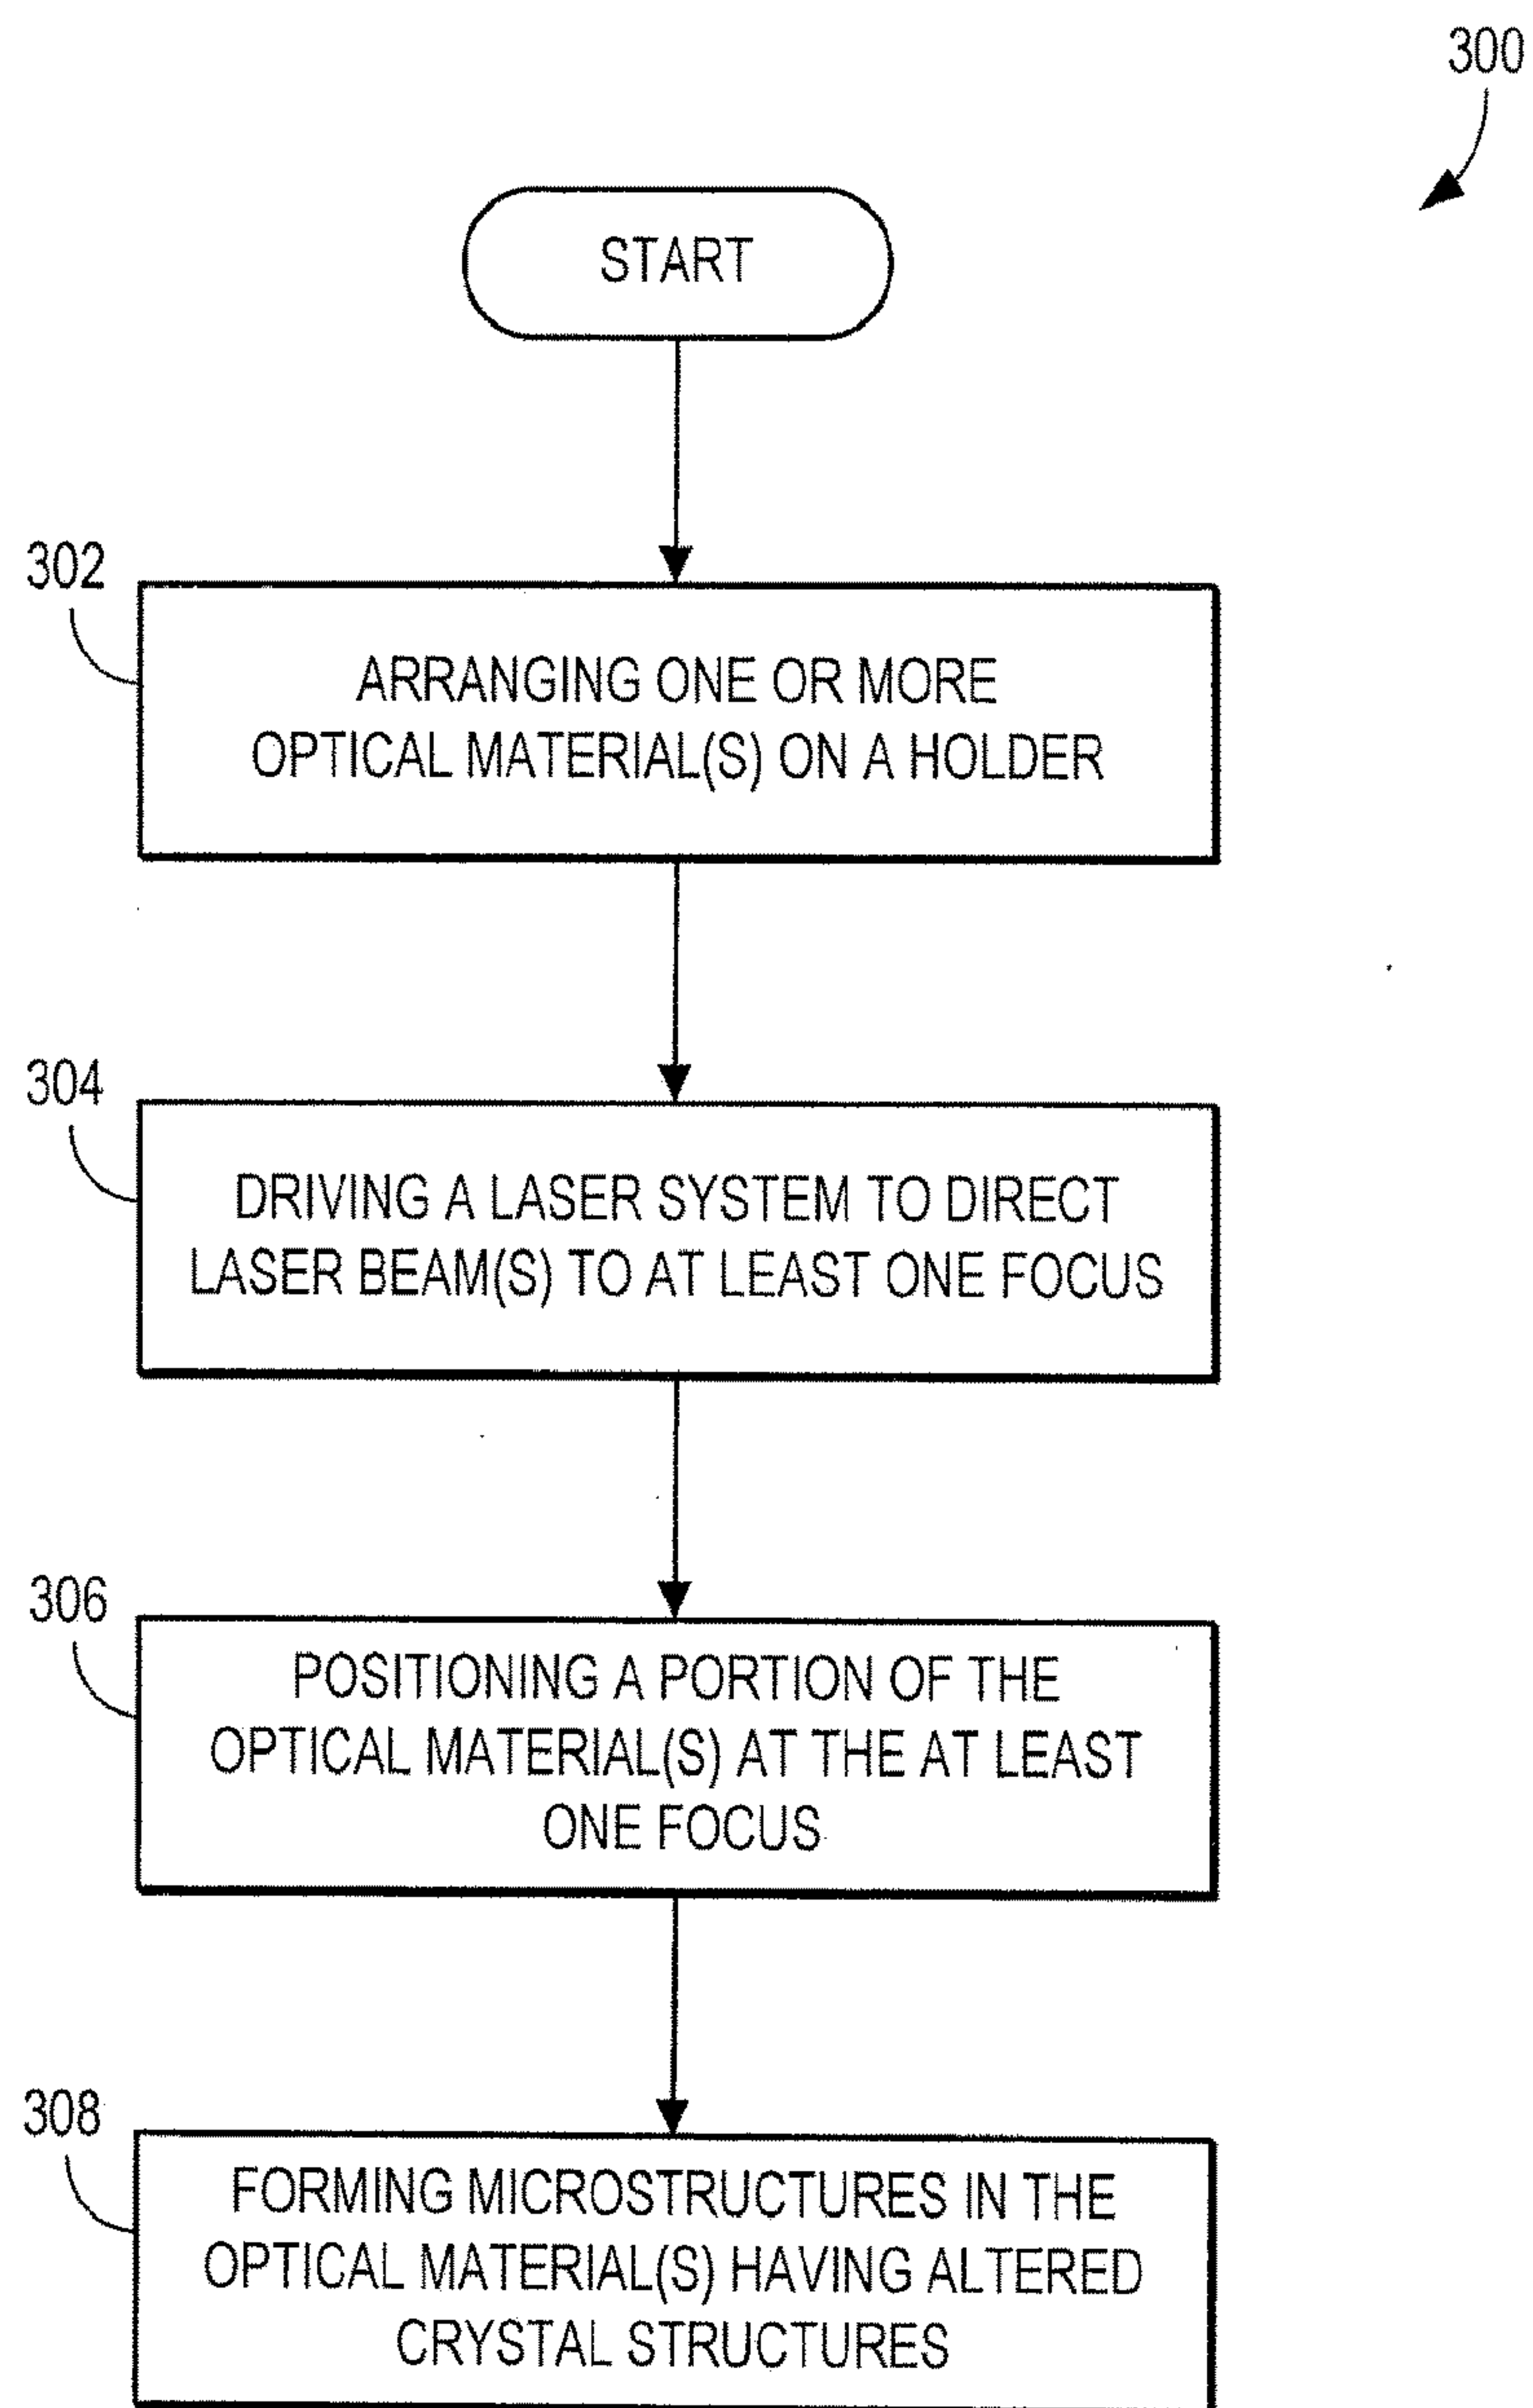 300
START
302
ARRANGING ONE OR MORE
OPTICAL MATERIAL(S) ON A HOLDER
304
DRIVING A LASER SYSTEM TO DIRECT
LASER BEAM(S) TO AT LEAST ONE FOCUS
306
POSITIONING A PORTION OF THE
OPTICAL MATERIAL(S) AT THE AT LEAST
ONE FOCUS
308
FORMING MICROSTRUCTURES IN THE
OPTICAL MATERIAL(S) HAVING ALTERED
CRYSTAL STRUCTURES